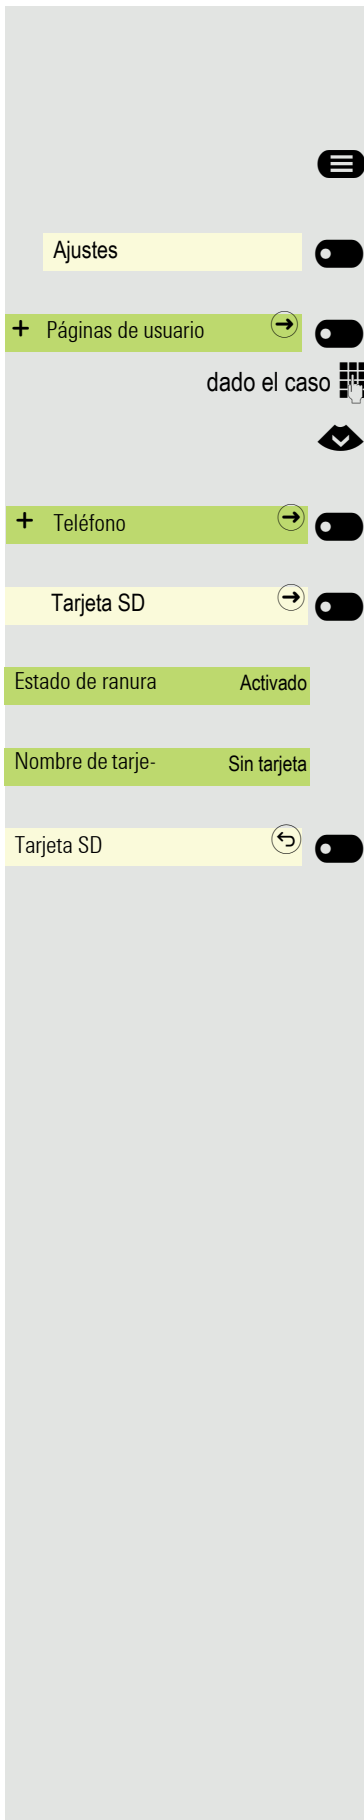 Ajustes
+ Páginas de usuario
dado el caso
+ Teléfono
Tarjeta SD
Estado de ranura Activado
Nombre de tarje- Sin tarjeta
Tarjeta SD